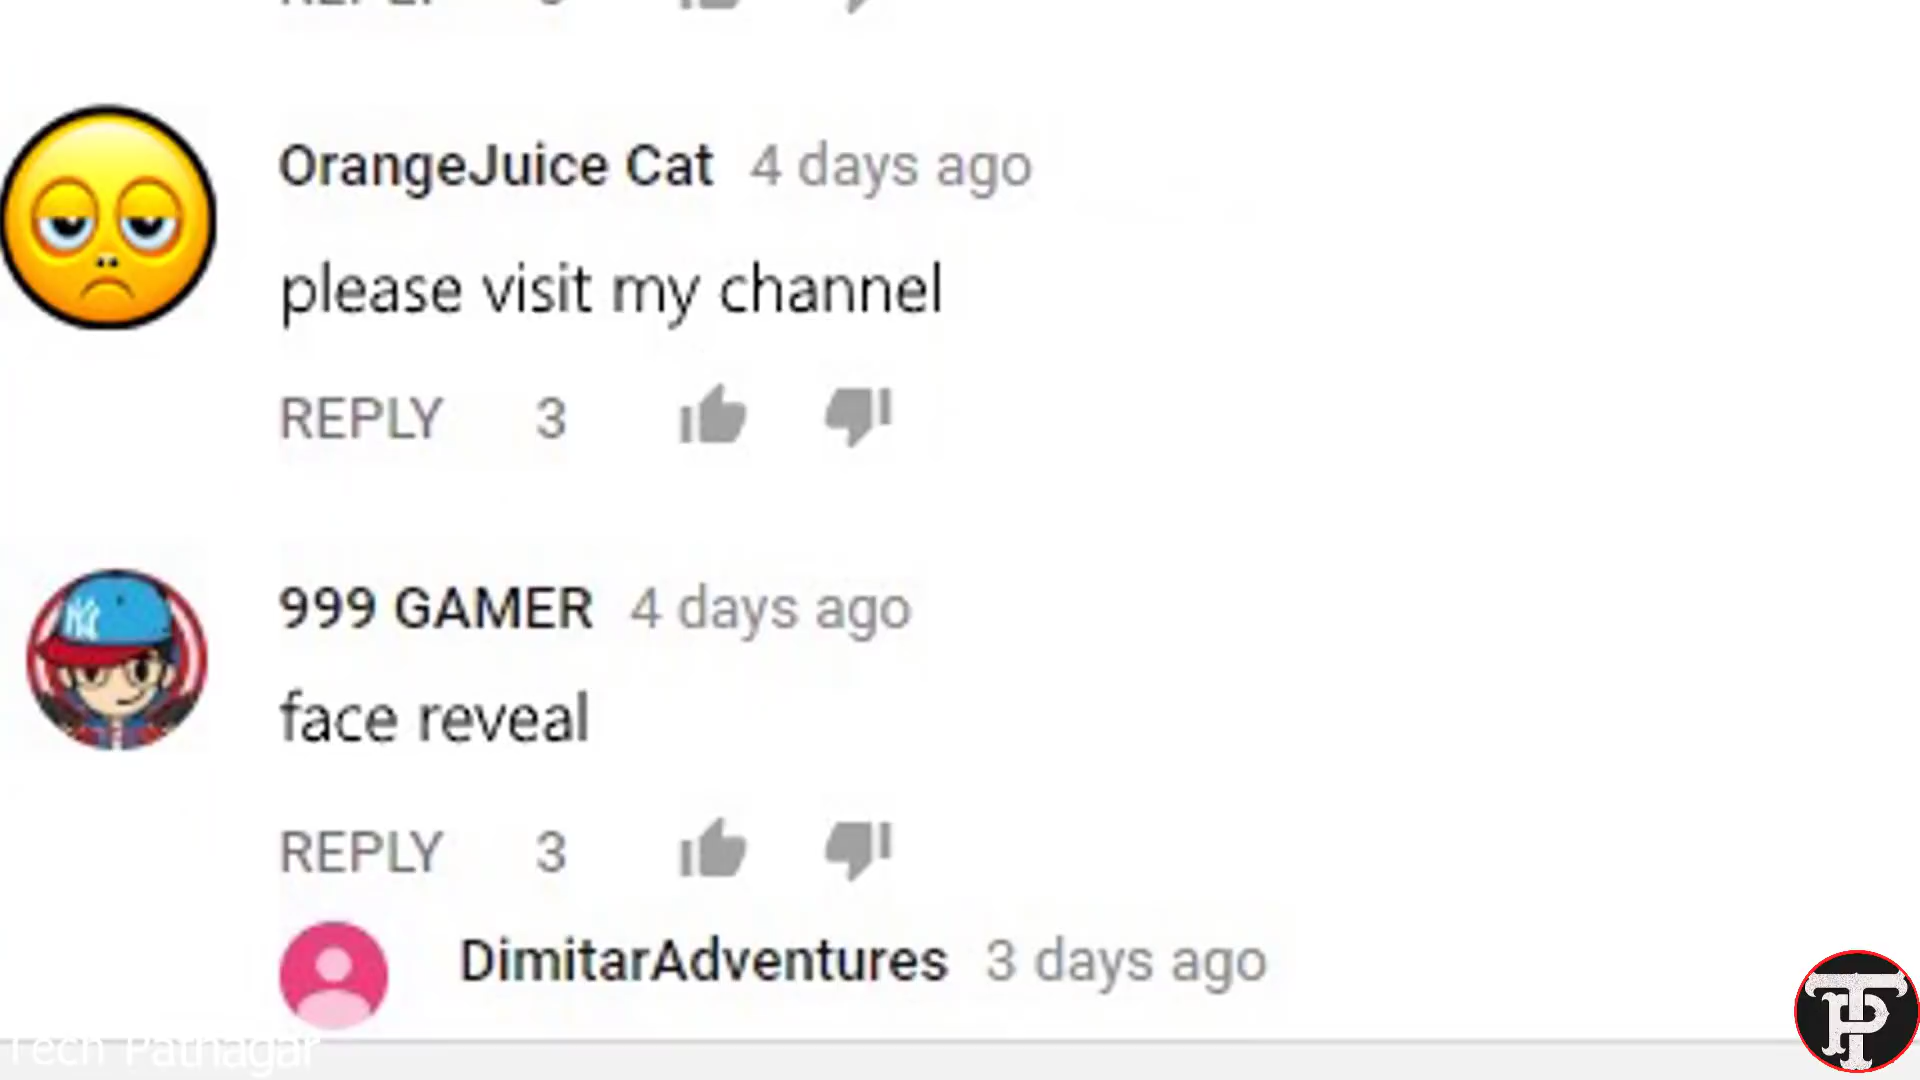 OrangeJuice Cat 4 days ago
please visit my channel
REPLY 3
999 GAMER 4 days ago
face reveal
REPLY 3
DimitarAdventures 3 days ago
Tech Pathagar